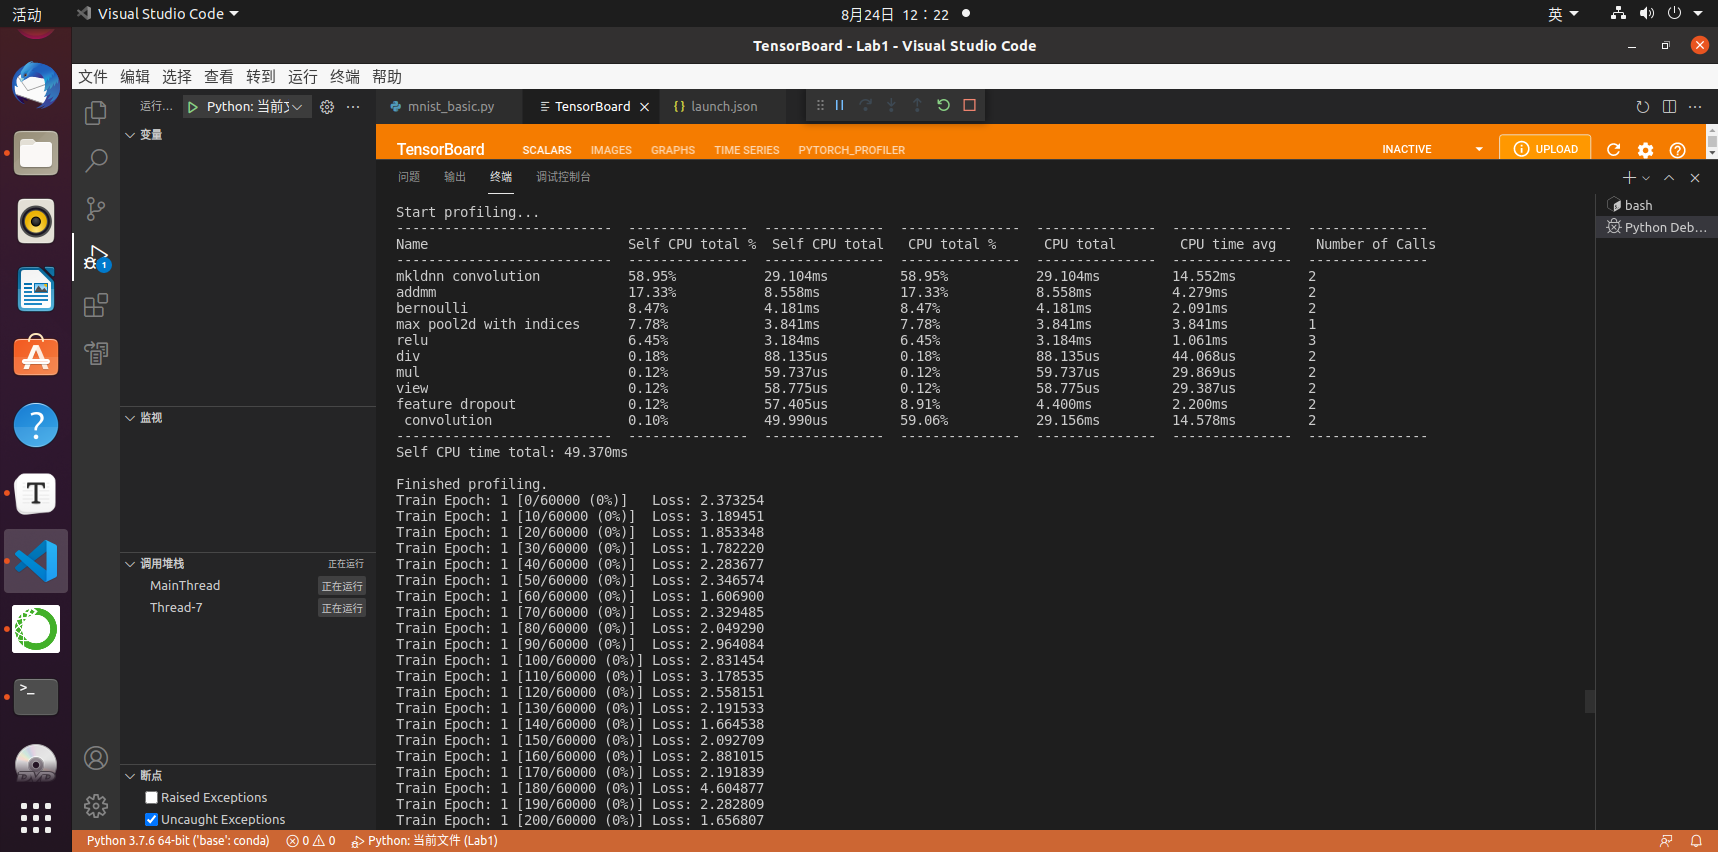 活动 Visual Studio Code 8月24日 12：22 英
TensorBoard - Lab1 - Visual Studio Code
文件 编辑 选择 查看 转到 运行 终端 帮助
运行... Python: 当前文 ... mnist_basic.py TensorBoard {} launch.json
变量
TensorBoard SCALARS IMAGES GRAPHS TIME SERIES PYTORCH_PROFILER INACTIVE UPLOAD
问题 输出 终端 调试控制台
bash
Python Deb...
Start profiling...
------------------------- --------------- --------------- --------------- --------------- --------------- ---------------
Name Self CPU total % Self CPU total CPU total % CPU total CPU time avg Number of Calls
------------------------- --------------- --------------- --------------- --------------- --------------- ---------------
mkldnn convolution 58.95% 29.104ms 58.95% 29.104ms 14.552ms 2
addmm 17.33% 8.558ms 17.33% 8.558ms 4.279ms 2
bernoulli 8.47% 4.181ms 8.47% 4.181ms 2.091ms 2
max pool2d with indices 7.78% 3.841ms 7.78% 3.841ms 3.841ms 1
relu 6.45% 3.184ms 6.45% 3.184ms 1.061ms 3
div 0.18% 88.135us 0.18% 88.135us 44.068us 2
mul 0.12% 59.737us 0.12% 59.737us 29.869us 2
view 0.12% 58.775us 0.12% 58.775us 29.387us 2
feature dropout 0.12% 57.405us 8.91% 4.400ms 2.200ms 2
convolution 0.10% 49.990us 59.06% 29.156ms 14.578ms 2
------------------------- --------------- --------------- --------------- --------------- --------------- ---------------
Self CPU time total: 49.370ms
Finished profiling.
Train Epoch: 1 [0/60000 (0%)] Loss: 2.373254
Train Epoch: 1 [10/60000 (0%)] Loss: 3.189451
Train Epoch: 1 [20/60000 (0%)] Loss: 1.853348
Train Epoch: 1 [30/60000 (0%)] Loss: 1.782220
Train Epoch: 1 [40/60000 (0%)] Loss: 2.283677
Train Epoch: 1 [50/60000 (0%)] Loss: 2.346574
Train Epoch: 1 [60/60000 (0%)] Loss: 1.606900
Train Epoch: 1 [70/60000 (0%)] Loss: 2.329485
Train Epoch: 1 [80/60000 (0%)] Loss: 2.049290
Train Epoch: 1 [90/60000 (0%)] Loss: 2.964084
Train Epoch: 1 [100/60000 (0%)] Loss: 2.831454
Train Epoch: 1 [110/60000 (0%)] Loss: 3.178535
Train Epoch: 1 [120/60000 (0%)] Loss: 2.558151
Train Epoch: 1 [130/60000 (0%)] Loss: 2.191533
Train Epoch: 1 [140/60000 (0%)] Loss: 1.664538
Train Epoch: 1 [150/60000 (0%)] Loss: 2.092709
Train Epoch: 1 [160/60000 (0%)] Loss: 2.881015
Train Epoch: 1 [170/60000 (0%)] Loss: 2.191839
Train Epoch: 1 [180/60000 (0%)] Loss: 4.604877
Train Epoch: 1 [190/60000 (0%)] Loss: 2.282809
Train Epoch: 1 [200/60000 (0%)] Loss: 1.656807
监视
调用堆栈 正在运行
MainThread 正在运行
Thread-7 正在运行
断点
Raised Exceptions
Uncaught Exceptions
1
T
>_
DVD
Python 3.7.6 64-bit ('base': conda) 0 0 Python: 当前文件 (Lab1)